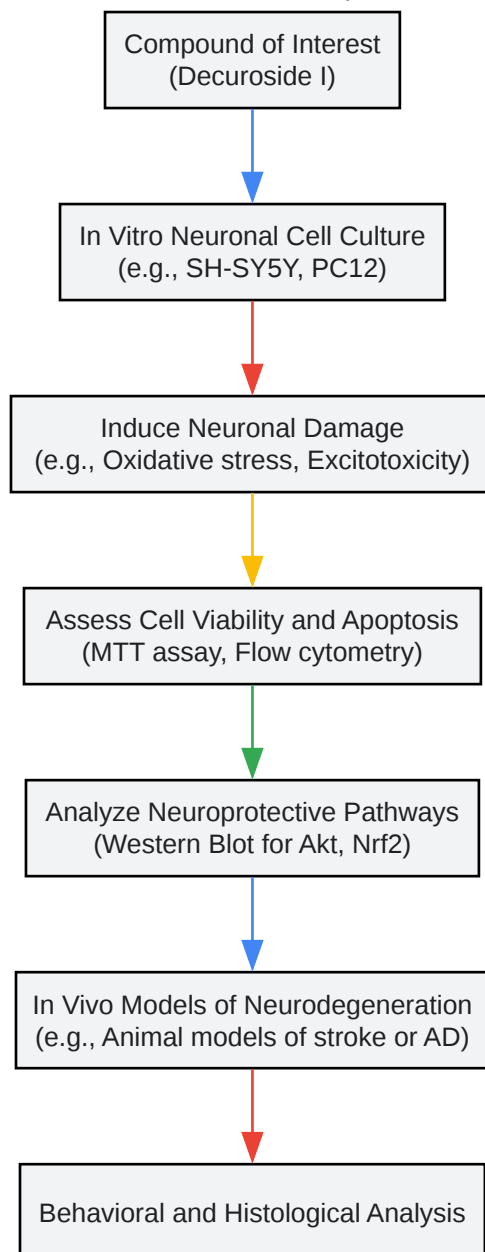 Compound of Interest
(Decuroside I)
In Vitro Neuronal Cell Culture
(e.g., SH-SY5Y, PC12)
Induce Neuronal Damage
(e.g., Oxidative stress, Excitotoxicity)
Assess Cell Viability and Apoptosis
(MTT assay, Flow cytometry)
Analyze Neuroprotective Pathways
(Western Blot for Akt, Nrf2)
In Vivo Models of Neurodegeneration
(e.g., Animal models of stroke or AD)
Behavioral and Histological Analysis